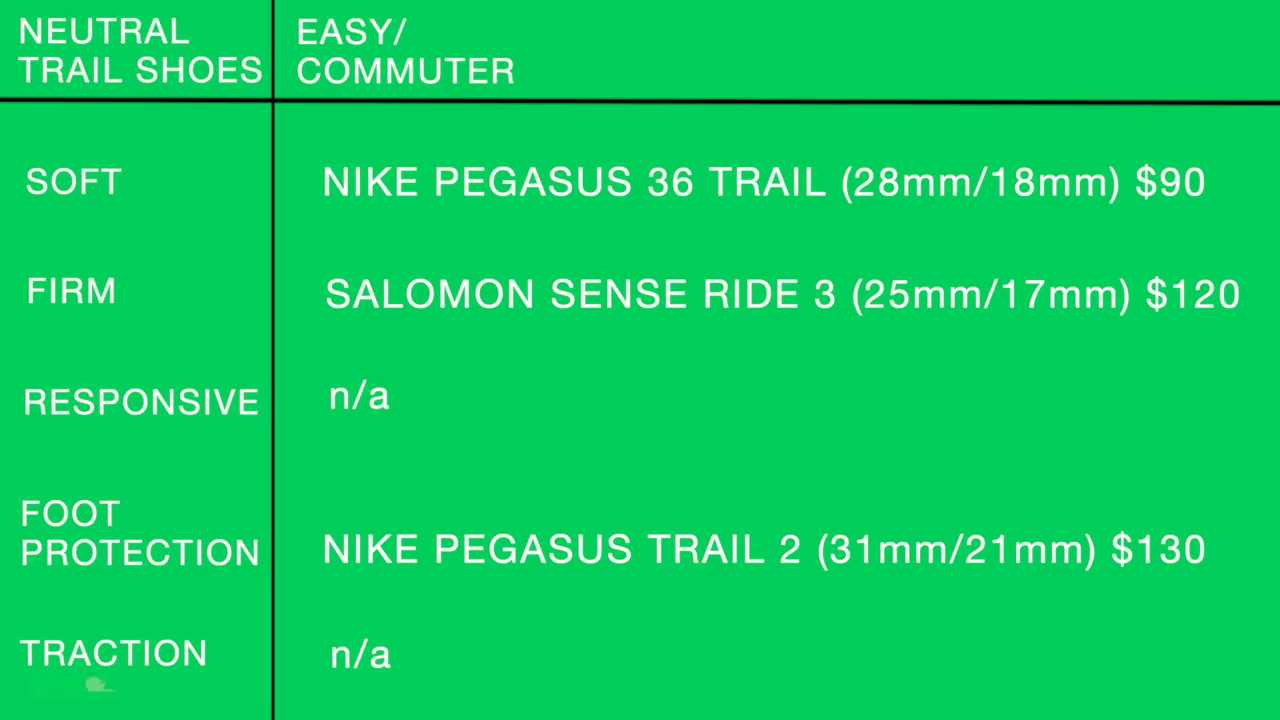 NEUTRAL
TRAIL SHOES
EASY/
COMMUTER
SOFT
NIKE PEGASUS 36 TRAIL (28mm/18mm) $90
FIRM
SALOMON SENSE RIDE 3 (25mm/17mm) $120
RESPONSIVE
n/a
FOOT
PROTECTION
NIKE PEGASUS TRAIL 2 (31mm/21mm) $130
TRACTION
n/a